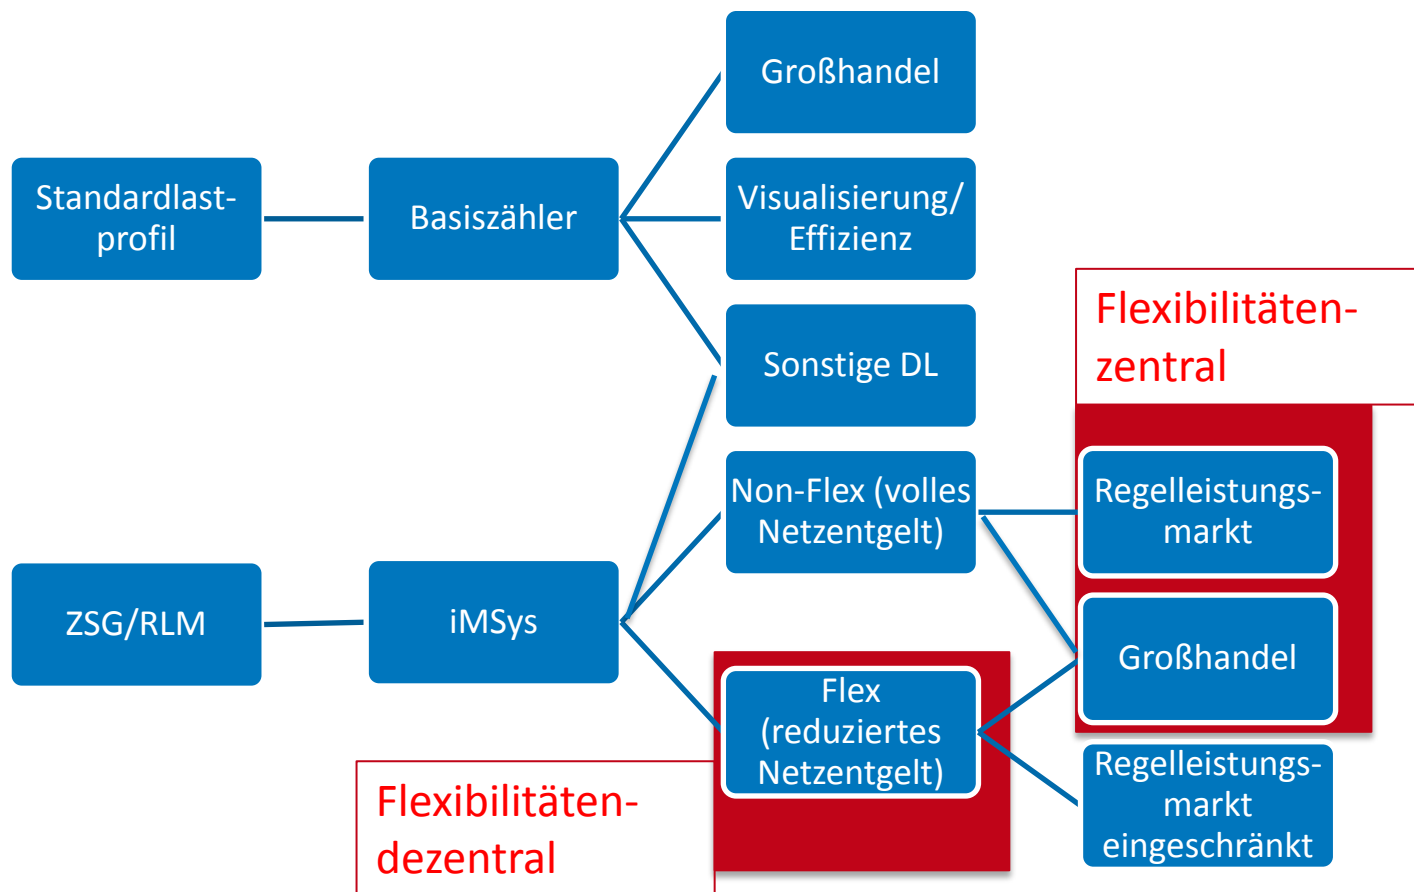 Großhandel
Standardlast-
profil
Basiszähler
Visualisierung/
Effizienz
Sonstige DL
Flexibilitäten-
zentral
Non-Flex (volles
Netzentgelt)
Regelleistungs-
markt
ZSG/RLM
iMSys
Großhandel
Flex
(reduziertes
Netzentgelt)
Regelleistungs-
markt
eingeschränkt
Flexibilitäten-
dezentral